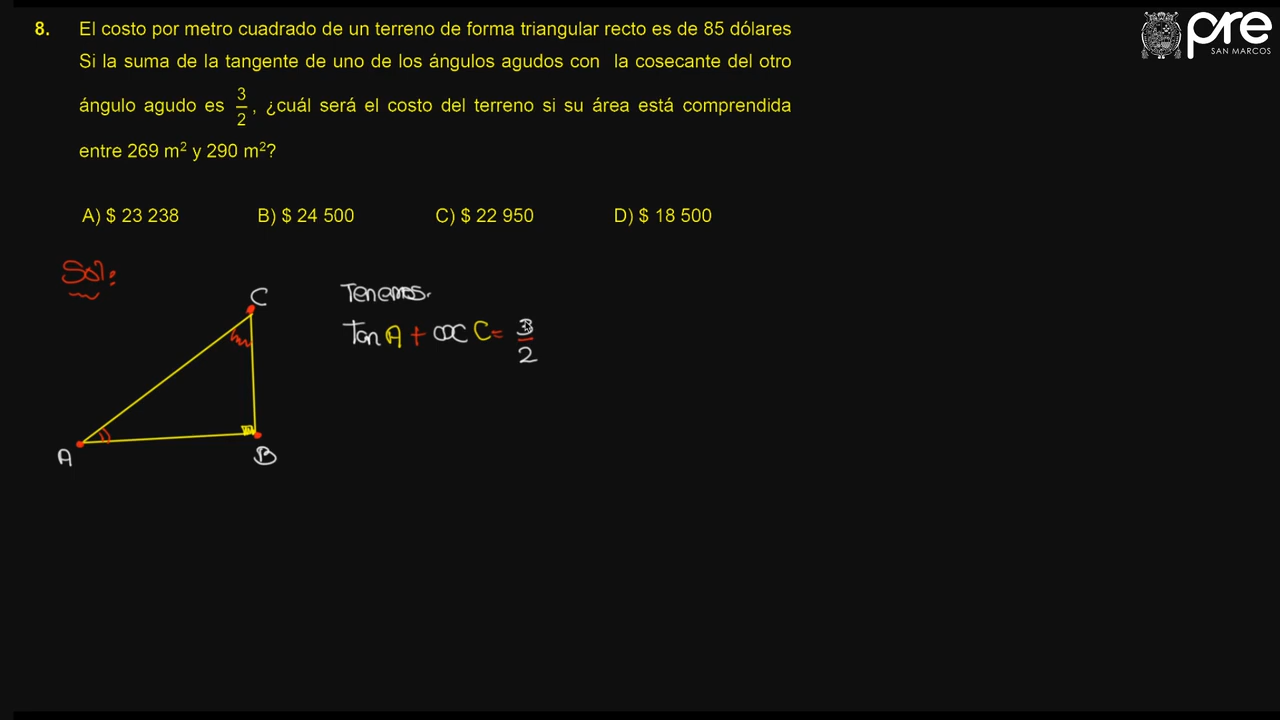 8. El costo por metro cuadrado de un terreno de forma triangular recto es de 85 dólares
Si la suma de la tangente de uno de los ángulos agudos con la cosecante del otro
ángulo agudo es 3/2, ¿cuál será el costo del terreno si su área está comprendida
entre 269 m² y 290 m²?
A) $ 23 238 B) $ 24 500 C) $ 22 950 D) $ 18 500
pre
SAN MARCOS
Sol:
C
A
B
Tenemos.
Tan A + csc C = 3/2